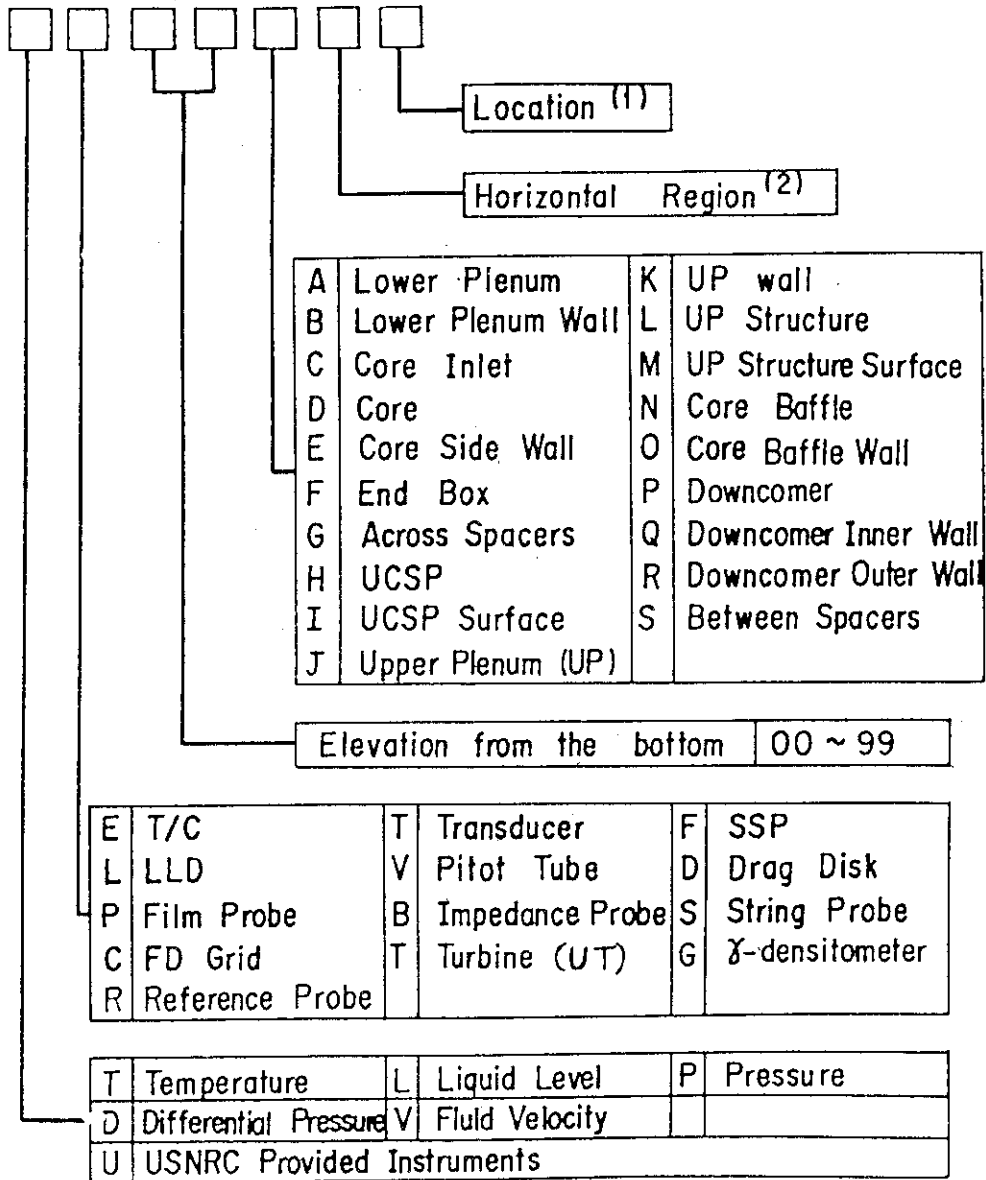 Location (1)
Horizontal Region (2)
A Lower Plenum K UP wall
B Lower Plenum Wall L UP Structure
C Core Inlet M UP Structure Surface
D Core N Core Baffle
E Core Side Wall O Core Baffle Wall
F End Box P Downcomer
G Across Spacers Q Downcomer Inner Wall
H UCSP R Downcomer Outer Wall
I UCSP Surface S Between Spacers
J Upper Plenum (UP)
Elevation from the bottom 00 ~ 99
E T/C T Transducer F SSP
L LLD V Pitot Tube D Drag Disk
P Film Probe B Impedance Probe S String Probe
C FD Grid T Turbine (UT) G γ-densitometer
R Reference Probe
T Temperature L Liquid Level P Pressure
D Differential Pressure V Fluid Velocity
U USNRC Provided Instruments